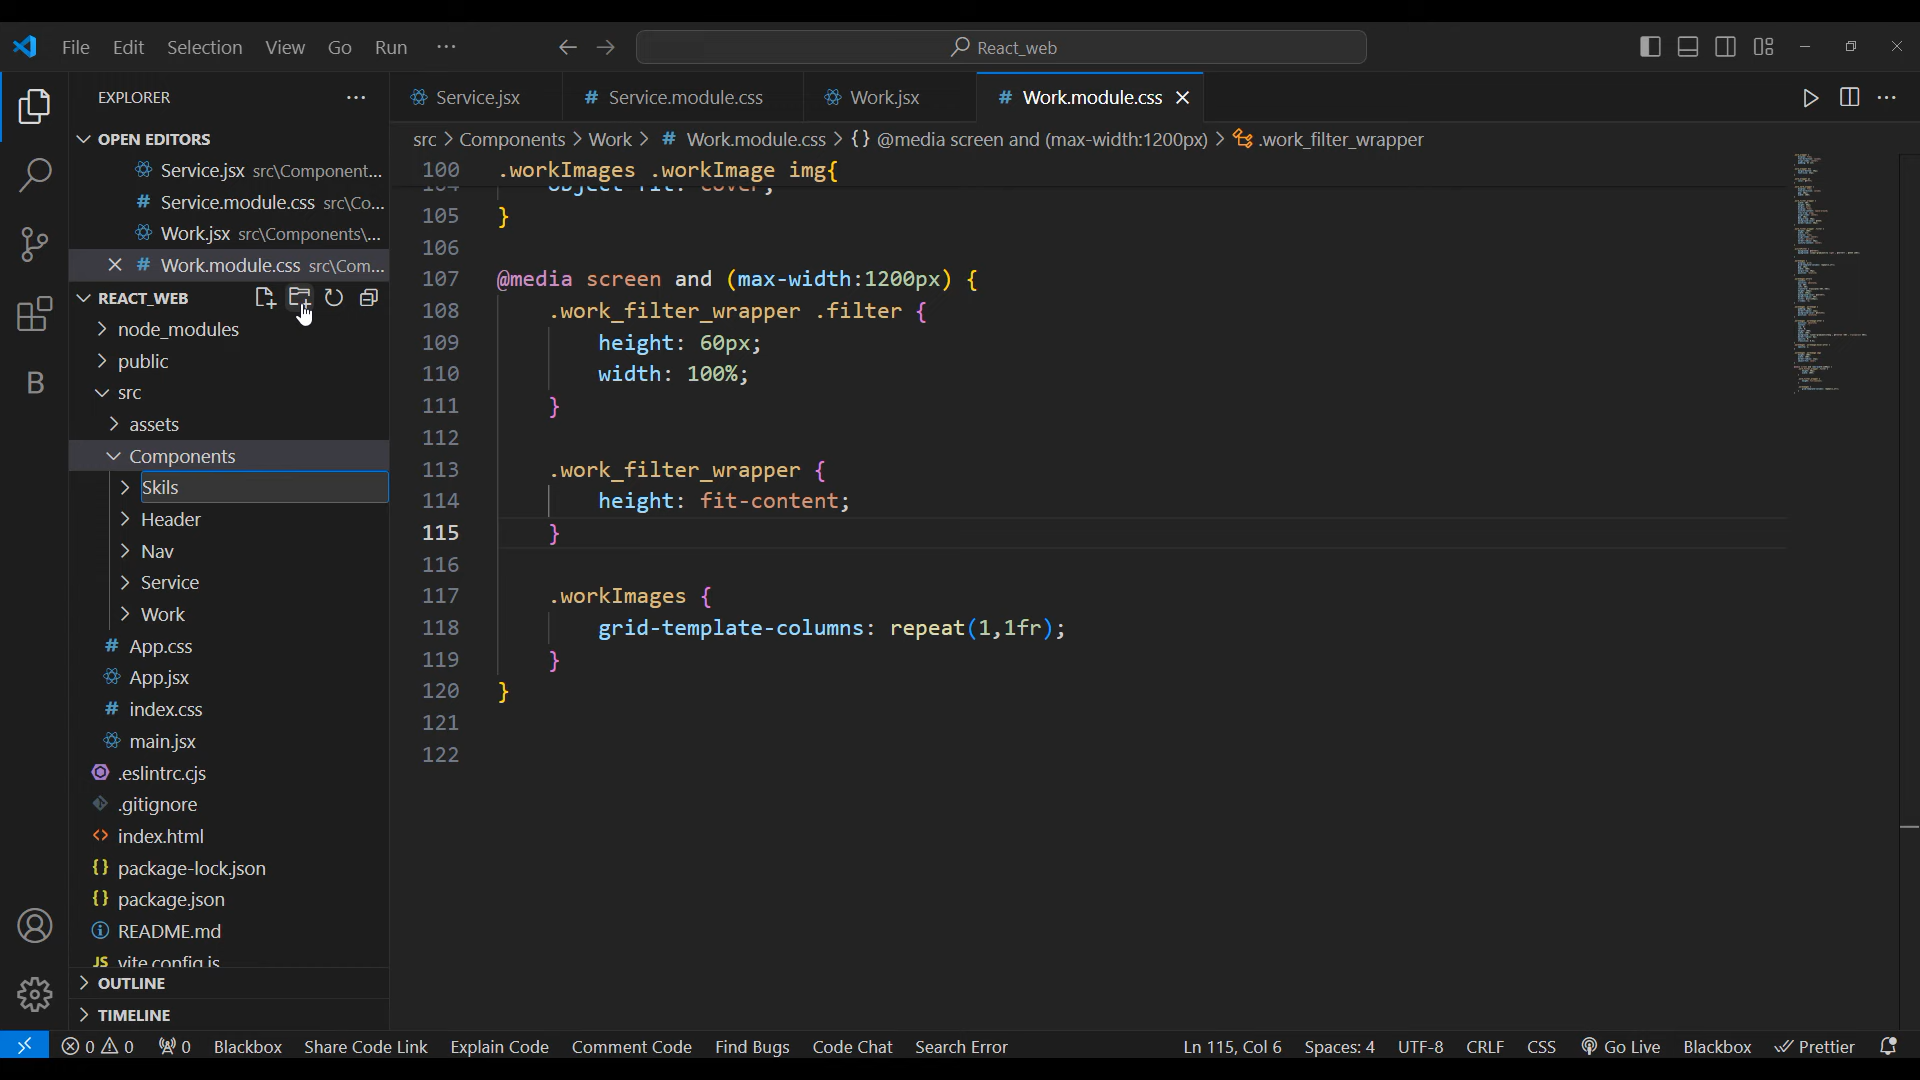 File Edit Selection View Go Run ··· React_web
EXPLORER ···
OPEN EDITORS
Service.jsx src\Component...
# Service.module.css src\Co...
Work.jsx src\Components\...
# Work.module.css src\Com...
REACT_WEB
node_modules
public
src
assets
Components
Skils
Header
Nav
Service
Work
# App.css
App.jsx
# index.css
main.jsx
.eslintrc.cjs
.gitignore
<> index.html
{} package-lock.json
{} package.json
README.md
JS vite.config.js
OUTLINE
TIMELINE
B
Service.jsx # Service.module.css Work.jsx # Work.module.css
src > Components > Work > # Work.module.css > {} @media screen and (max-width:1200px) > .work_filter_wrapper
100 .workImages .workImage img{
104 object-fit: cover;
105 }
106
107 @media screen and (max-width:1200px) {
108 .work_filter_wrapper .filter {
109 height: 60px;
110 width: 100%;
111 }
112
113 .work_filter_wrapper {
114 height: fit-content;
115 }
116
117 .workImages {
118 grid-template-columns: repeat(1,1fr);
119 }
120 }
121
122
0 0 0 Blackbox Share Code Link Explain Code Comment Code Find Bugs Code Chat Search Error Ln 115, Col 6 Spaces: 4 UTF-8 CRLF CSS Go Live Blackbox Prettier